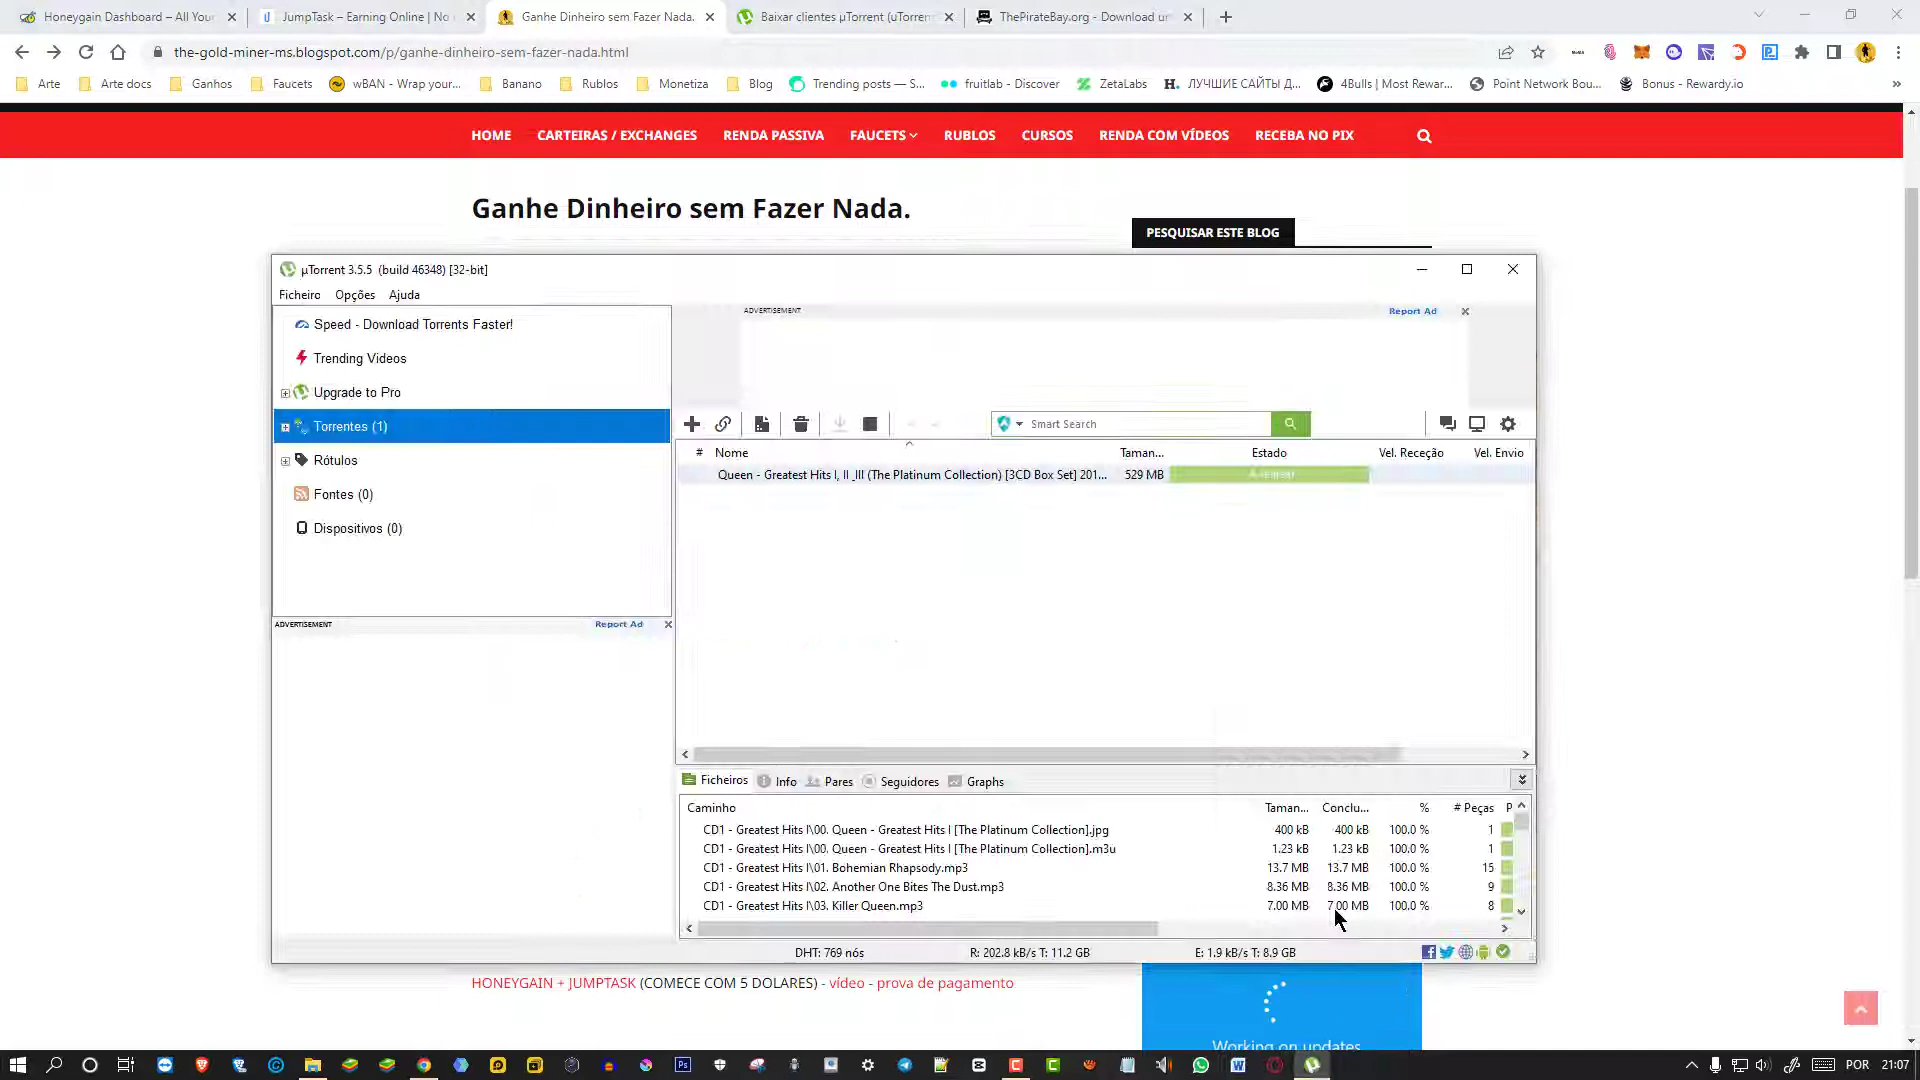 Honeygain Dashboard – All Your
JumpTask – Earning Online | No
Ganhe Dinheiro sem Fazer Nada.
Baixar clientes µTorrent (uTorren
ThePirateBay.org - Download un
the-gold-miner-ms.blogspot.com/p/ganhe-dinheiro-sem-fazer-nada.html
Arte
Arte docs
Ganhos
Faucets
wBAN - Wrap your...
Banano
Rublos
Monetiza
Blog
Trending posts — S...
fruitlab - Discover
ZetaLabs
ЛУЧШИЕ САЙТЫ Д...
4Bulls | Most Rewar...
Point Network Bou...
Bonus - Rewardy.io
HOME CARTEIRAS / EXCHANGES RENDA PASSIVA FAUCETS RUBLOS CURSOS RENDA COM VÍDEOS RECEBA NO PIX
Ganhe Dinheiro sem Fazer Nada.
PESQUISAR ESTE BLOG
µTorrent 3.5.5 (build 46348) [32-bit]
Ficheiro Opções Ajuda
Speed - Download Torrents Faster!
Trending Videos
Upgrade to Pro
Torrentes (1)
Rótulos
Fontes (0)
Dispositivos (0)
ADVERTISEMENT Report Ad
ADVERTISEMENT Report Ad
Smart Search
# Nome Taman... Estado Vel. Receção Vel. Envio
Queen - Greatest Hits I, II ,III (The Platinum Collection) [3CD Box Set] 201... 529 MB
Ficheiros Info Pares Seguidores Graphs
Caminho Taman... Conclu... % # Peças P
CD1 - Greatest Hits I\00. Queen - Greatest Hits I [The Platinum Collection].jpg 400 kB 400 kB 100.0 % 1
CD1 - Greatest Hits I\00. Queen - Greatest Hits I [The Platinum Collection].m3u 1.23 kB 1.23 kB 100.0 % 1
CD1 - Greatest Hits I\01. Bohemian Rhapsody.mp3 13.7 MB 13.7 MB 100.0 % 15
CD1 - Greatest Hits I\02. Another One Bites The Dust.mp3 8.36 MB 8.36 MB 100.0 % 9
CD1 - Greatest Hits I\03. Killer Queen.mp3 7.00 MB 7.00 MB 100.0 % 8
DHT: 769 nós R: 202.8 kB/s T: 11.2 GB E: 1.9 kB/s T: 8.9 GB
HONEYGAIN + JUMPTASK (COMECE COM 5 DOLARES) - vídeo - prova de pagamento
Working on updates
POR 21:07